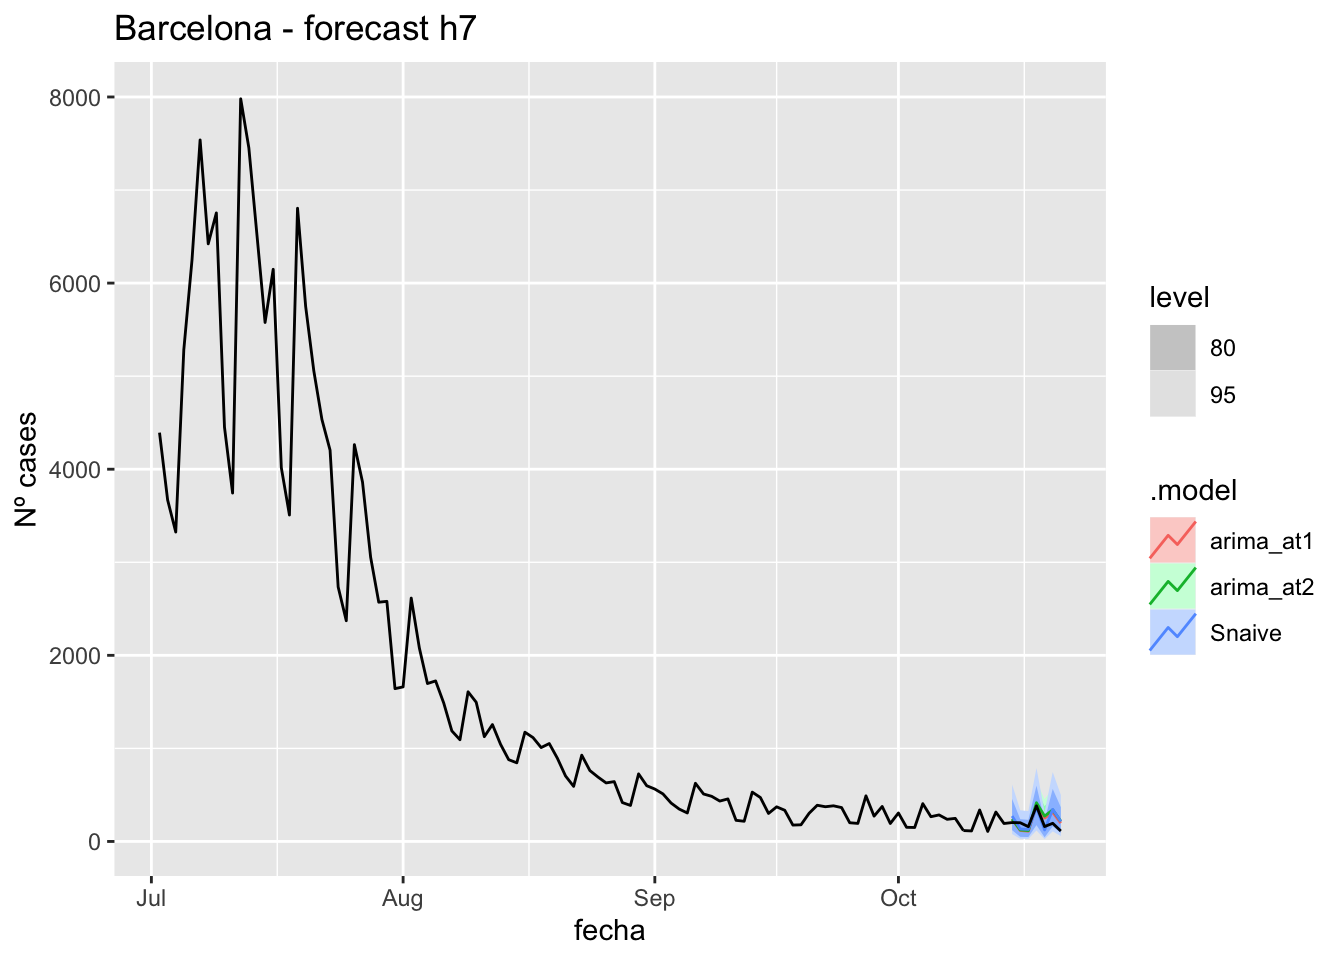 Barcelona - forecast h7
8000
6000
4000
2000
0
Nº cases
Jul
Aug
Sep
Oct
fecha
level
80
95
.model
arima_at1
arima_at2
Snaive